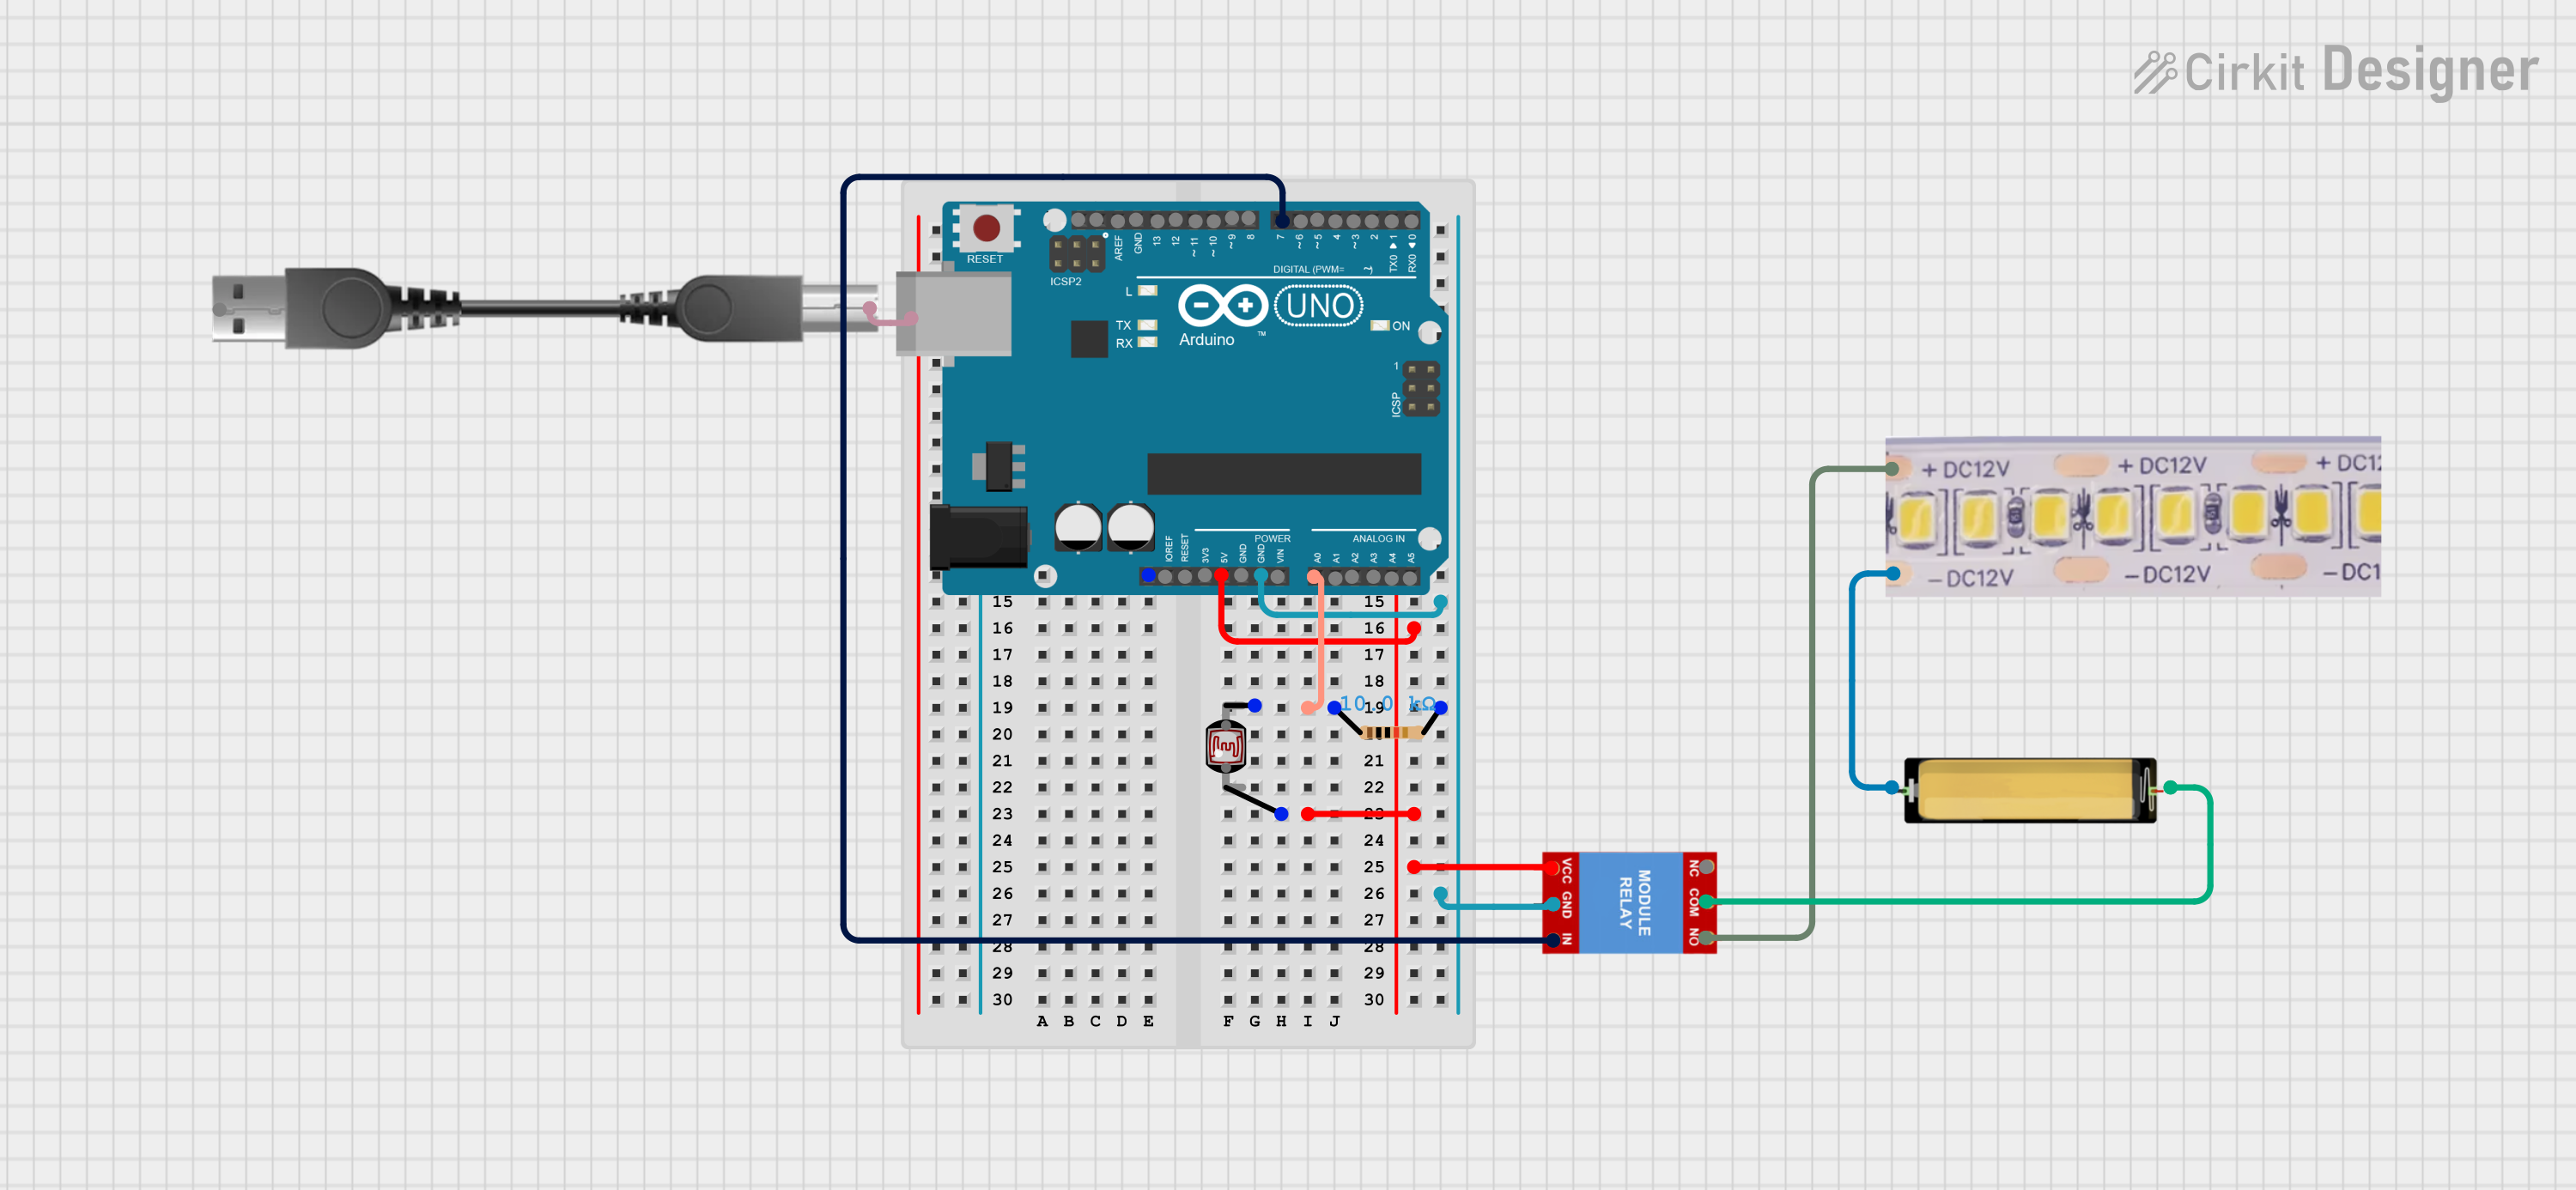 Cirkit Designer
RESET
ICSP2
AREF
GND
13
12
~11
~10
~9
8
7
~6
~5
4
~3
2
TX0 1
RX0 0
DIGITAL (PWM=
L
TX
RX
UNO
Arduino
TM
ON
1
ICSP
POWER
ANALOG IN
IOREF
RESET
3V3
5V
GND
GND
VIN
A0
A1
A2
A3
A4
A5
15 15
16 16
17 17
18 18
19 19
10.0 kΩ
20 20
21 21
22 22
23 23
24 24
25 25
26 26
27 27
28 28
29 29
30 30
A B C D E F G H I J
VCC
GND
IN
MODULE
RELAY
NC
COM
NO
+ DC12V + DC12V + DC12
− DC12V − DC12V − DC1